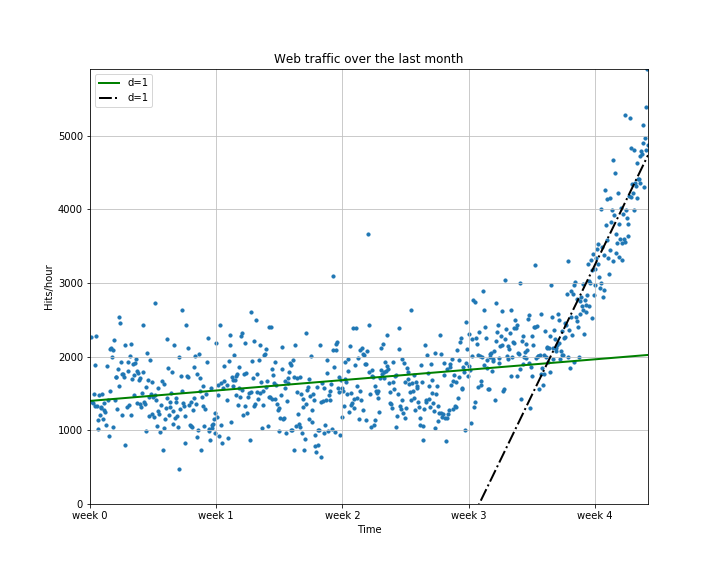 Web traffic over the last month
d=1
d=1
5000
4000
3000
2000
1000
0
Hits/hour
week 0 week 1 week 2 week 3 week 4
Time